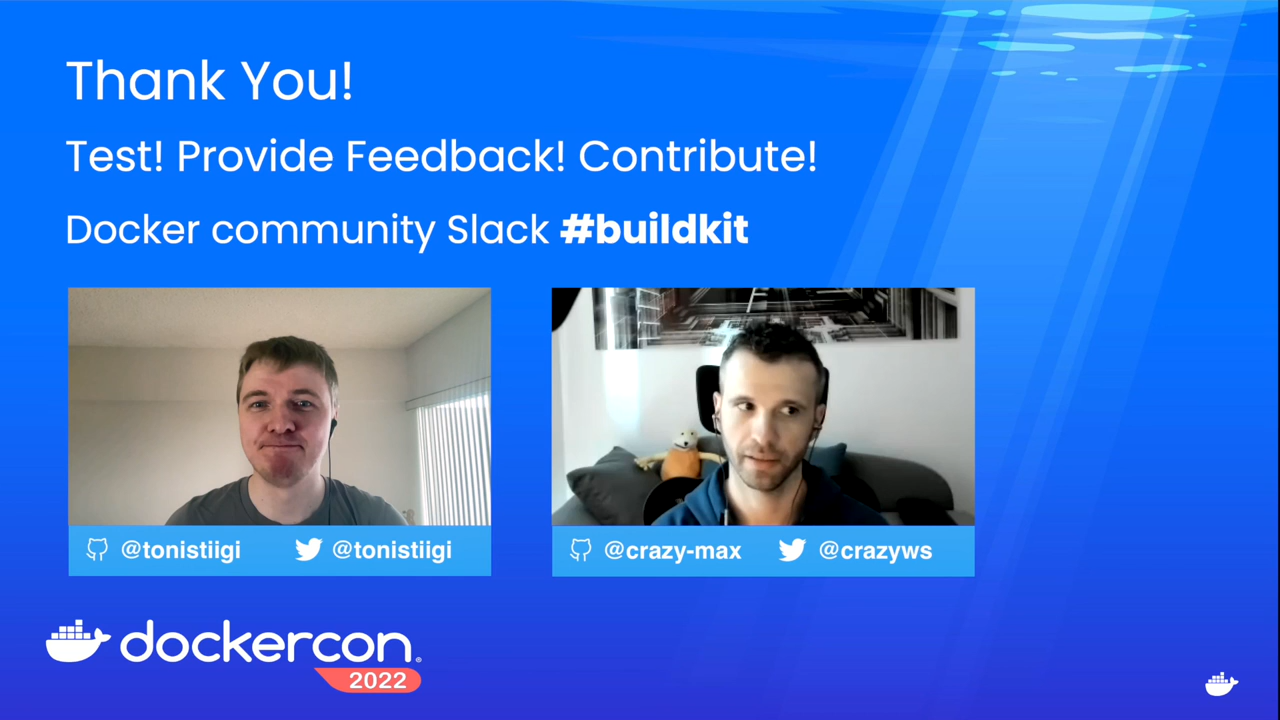 Thank You!
Test! Provide Feedback! Contribute!
Docker community Slack #buildkit
@tonistiigi @tonistiigi
@crazy-max @crazyws
dockercon®
2022